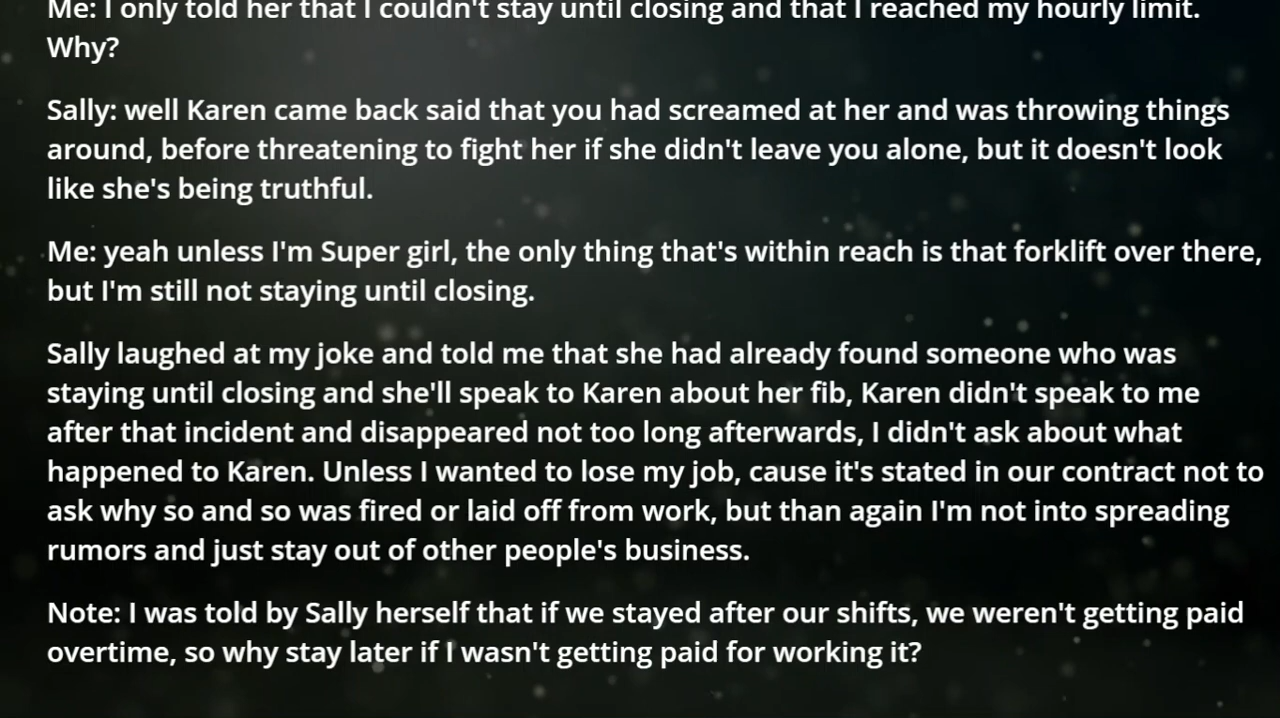 Me: I only told her that I couldn't stay until closing and that I reached my hourly limit.
Why?
Sally: well Karen came back said that you had screamed at her and was throwing things
around, before threatening to fight her if she didn't leave you alone, but it doesn't look
like she's being truthful.
Me: yeah unless I'm Super girl, the only thing that's within reach is that forklift over there,
but I'm still not staying until closing.
Sally laughed at my joke and told me that she had already found someone who was
staying until closing and she'll speak to Karen about her fib, Karen didn't speak to me
after that incident and disappeared not too long afterwards, I didn't ask about what
happened to Karen. Unless I wanted to lose my job, cause it's stated in our contract not to
ask why so and so was fired or laid off from work, but than again I'm not into spreading
rumors and just stay out of other people's business.
Note: I was told by Sally herself that if we stayed after our shifts, we weren't getting paid
overtime, so why stay later if I wasn't getting paid for working it?